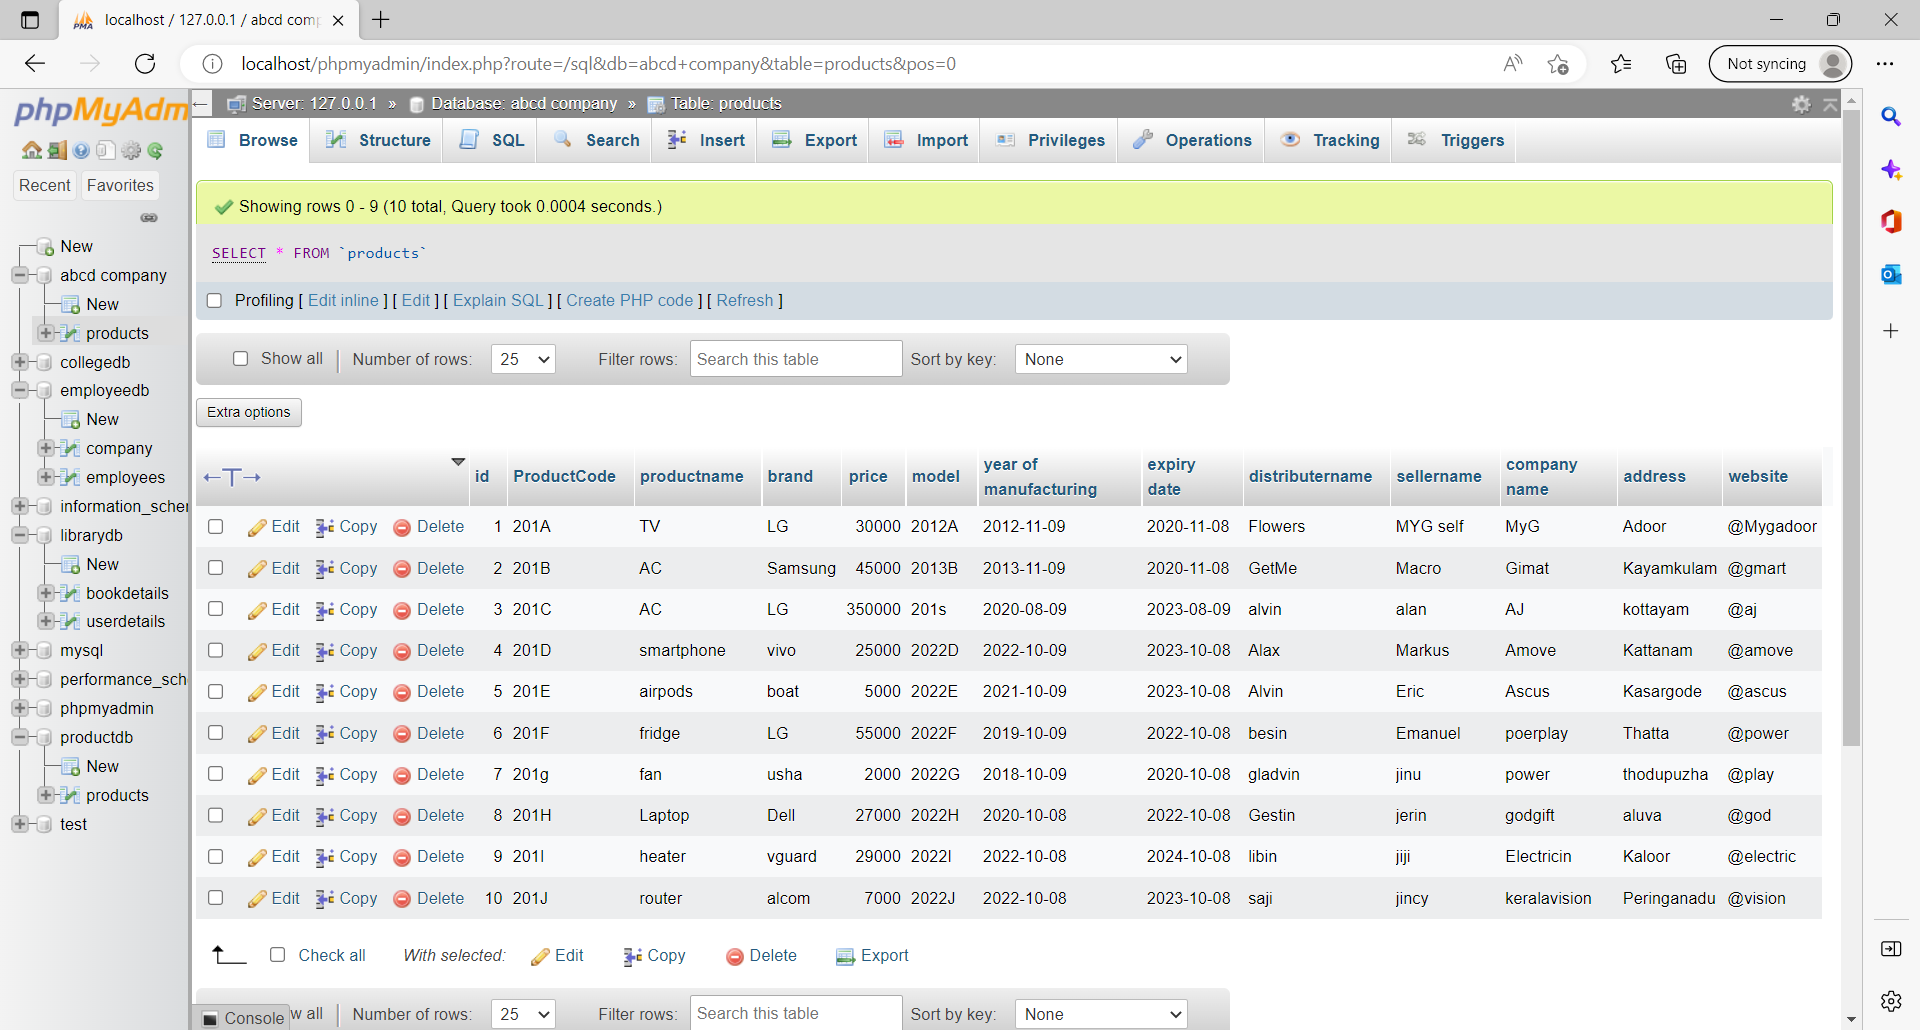 localhost / 127.0.0.1 / abcd comp
localhost/phpmyadmin/index.php?route=/sql&db=abcd+company&table=products&pos=0
Not syncing
phpMyAdm
Recent Favorites
New
abcd company
New
products
collegedb
employeedb
New
company
employees
information_scher
librarydb
New
bookdetails
userdetails
mysql
performance_sch
phpmyadmin
productdb
New
products
test
Server: 127.0.0.1 » Database: abcd company » Table: products
Browse Structure SQL Search Insert Export Import Privileges Operations Tracking Triggers
Showing rows 0 - 9 (10 total, Query took 0.0004 seconds.)
SELECT * FROM `products`
Profiling [ Edit inline ] [ Edit ] [ Explain SQL ] [ Create PHP code ] [ Refresh ]
Show all Number of rows: 25 Filter rows: Search this table Sort by key: None
Extra options
id ProductCode productname brand price model year of manufacturing expiry date distributername sellername company name address website
Edit Copy Delete 1 201A TV LG 30000 2012A 2012-11-09 2020-11-08 Flowers MYG self MyG Adoor @Mygadoor
Edit Copy Delete 2 201B AC Samsung 45000 2013B 2013-11-09 2020-11-08 GetMe Macro Gimat Kayamkulam @gmart
Edit Copy Delete 3 201C AC LG 350000 201s 2020-08-09 2023-08-09 alvin alan AJ kottayam @aj
Edit Copy Delete 4 201D smartphone vivo 25000 2022D 2022-10-09 2023-10-08 Alax Markus Amove Kattanam @amove
Edit Copy Delete 5 201E airpods boat 5000 2022E 2021-10-09 2023-10-08 Alvin Eric Ascus Kasargode @ascus
Edit Copy Delete 6 201F fridge LG 55000 2022F 2019-10-09 2022-10-08 besin Emanuel poerplay Thatta @power
Edit Copy Delete 7 201g fan usha 2000 2022G 2018-10-09 2020-10-08 gladvin jinu power thodupuzha @play
Edit Copy Delete 8 201H Laptop Dell 27000 2022H 2020-10-08 2022-10-08 Gestin jerin godgift aluva @god
Edit Copy Delete 9 201I heater vguard 29000 2022I 2022-10-08 2024-10-08 libin jiji Electricin Kaloor @electric
Edit Copy Delete 10 201J router alcom 7000 2022J 2022-10-08 2023-10-08 saji jincy keralavision Peringanadu @vision
Check all With selected: Edit Copy Delete Export
Console w all Number of rows: 25 Filter rows: Search this table Sort by key: None